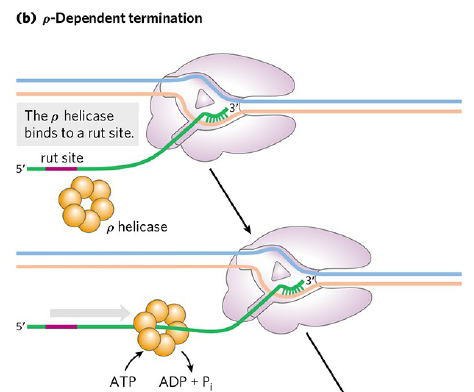 (b) ρ-Dependent termination
The ρ helicase
binds to a rut site.
3′
rut site
5′
ρ helicase
3′
5′
ATP
ADP + Pi